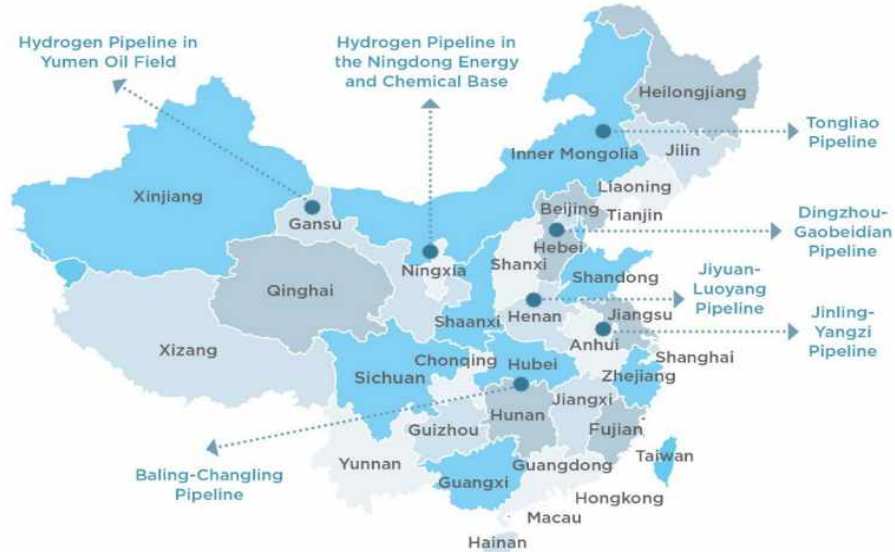 Hydrogen Pipeline in
Yumen Oil Field
Hydrogen Pipeline in
the Ningdong Energy
and Chemical Base
Heilongjiang
Tongliao
Pipeline
Jilin
Inner Mongolia
Xinjiang
Liaoning
Gansu
Beijing
Tianjin
Dingzhou-
Gaobeidian
Pipeline
Hebei
Ningxia
Shanxi
Shandong
Qinghai
Jiyuan-
Luoyang
Pipeline
Shaanxi
Henan
Jiangsu
Jinling-
Yangzi
Pipeline
Anhui
Xizang
Shanghai
Chonqing
Hubei
Sichuan
Zhejiang
Jiangxi
Hunan
Guizhou
Fujian
Taiwan
Yunnan
Guangdong
Baling-Changling
Pipeline
Guangxi
Hongkong
Macau
Hainan